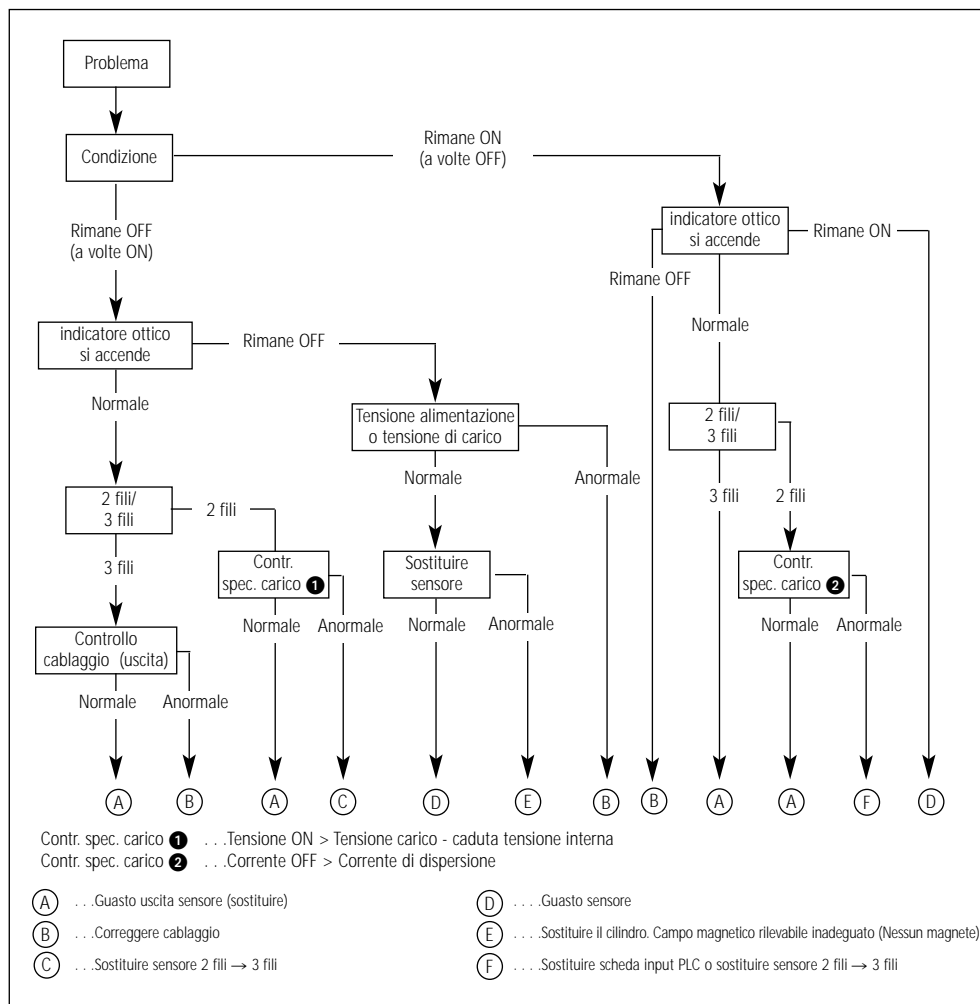 Problema
Condizione
Rimane ON
(a volte OFF)
Rimane OFF
(a volte ON)
indicatore ottico
si accende
Rimane ON
Rimane OFF
Normale
indicatore ottico
si accende
Rimane OFF
Normale
Tensione alimentazione
o tensione di carico
Normale
Anormale
2 fili/
3 fili
3 fili
2 fili
2 fili/
3 fili
2 fili
3 fili
Contr.
spec. carico ❶
Normale
Anormale
Sostituire
sensore
Normale
Anormale
Contr.
spec. carico ❷
Normale
Anormale
Controllo
cablaggio (uscita)
Normale
Anormale
A
B
A
C
D
E
B
B
A
A
F
D
Contr. spec. carico ❶ . . .Tensione ON > Tensione carico - caduta tensione interna
Contr. spec. carico ❷ . . .Corrente OFF > Corrente di dispersione
A . . .Guasto uscita sensore (sostituire)
B . . .Correggere cablaggio
C . . .Sostituire sensore 2 fili → 3 fili
D . . . .Guasto sensore
E . . . .Sostituire il cilindro. Campo magnetico rilevabile inadeguato (Nessun magnete)
F . . . .Sostituire scheda input PLC o sostituire sensore 2 fili → 3 fili